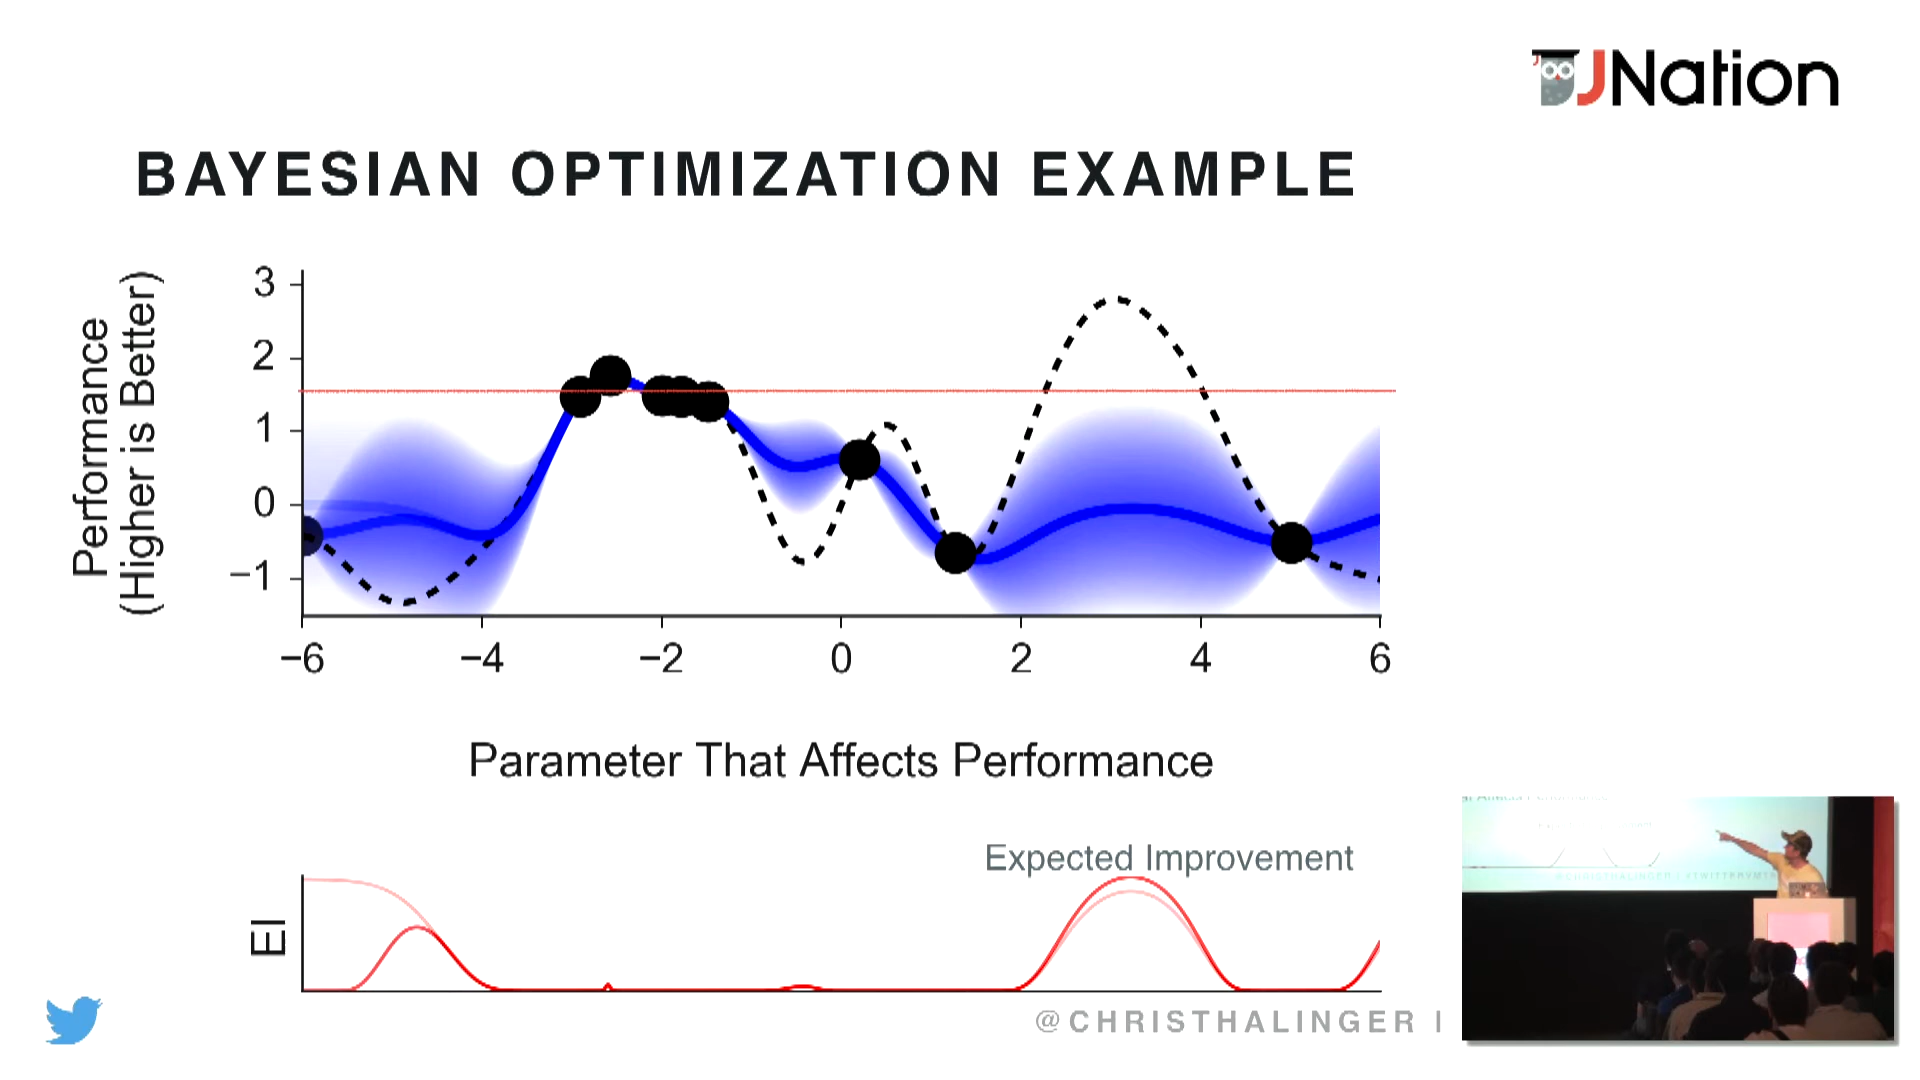 JNation
BAYESIAN OPTIMIZATION EXAMPLE
Performance
(Higher is Better)
3
2
1
0
−1
−6 −4 −2 0 2 4 6
Parameter That Affects Performance
Expected Improvement
EI
@CHRISTHALINGER |